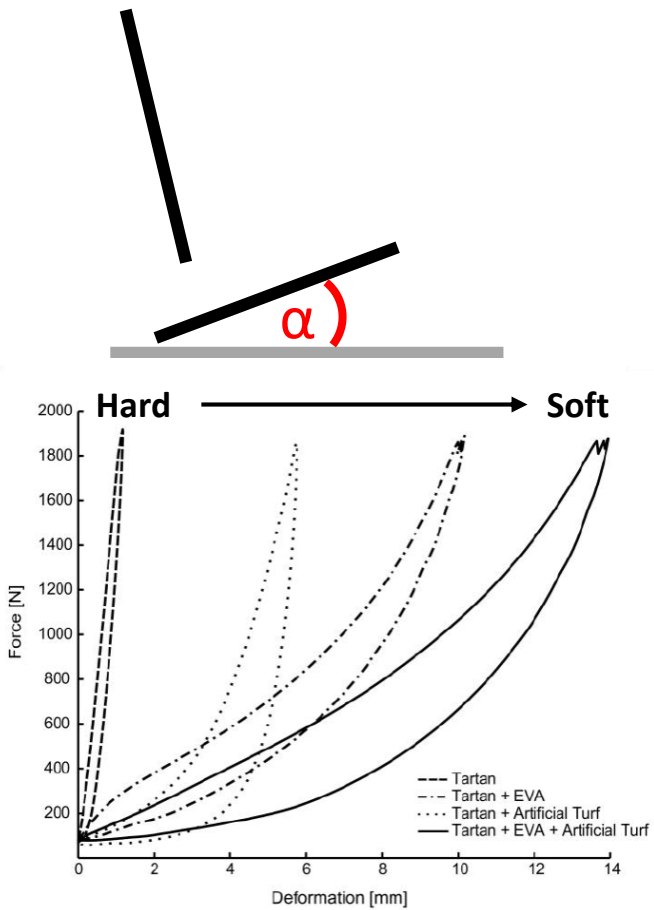 α
Hard Soft
2000
1800
1600
1400
1200
1000
800
600
400
200
Force [N]
0 2 4 6 8 10 12 14
Deformation [mm]
Tartan
Tartan + EVA
Tartan + Artificial Turf
Tartan + EVA + Artificial Turf